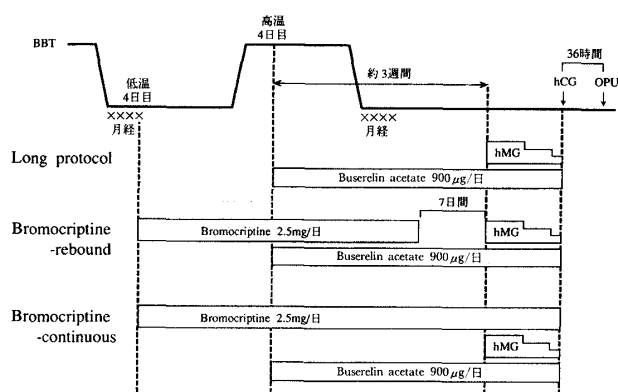 高温
4日目
BBT
36時間
約3週間
hCG
OPU
低温
4日目
××××
月経
××××
月経
Long protocol
hMG
Buserelin acetate 900μg/日
7日間
Bromocriptine
-rebound
Bromocriptine 2.5mg/日
hMG
Buserelin acetate 900μg/日
Bromocriptine
-continuous
Bromocriptine 2.5mg/日
hMG
Buserelin acetate 900μg/日